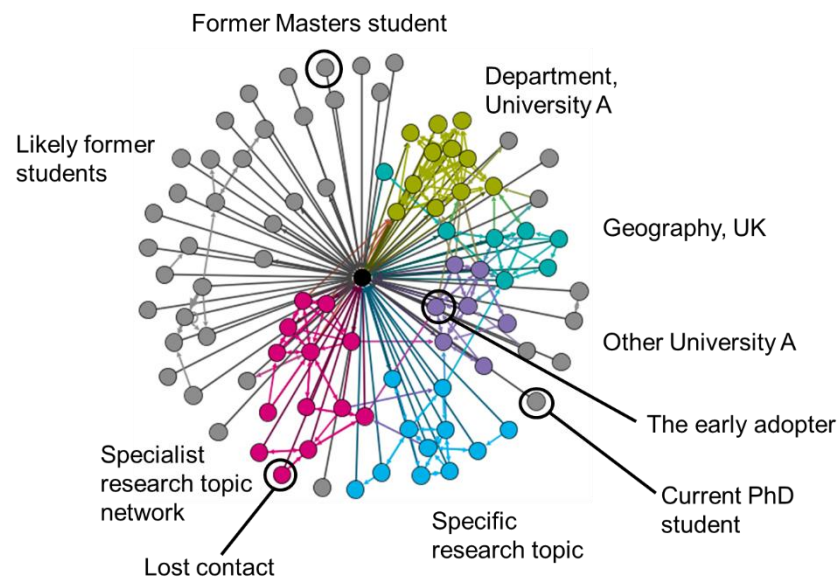 Former Masters student
Department,
University A
Likely former
students
Geography, UK
Other University A
The early adopter
Specialist
research topic
network
Current PhD
student
Specific
research topic
Lost contact